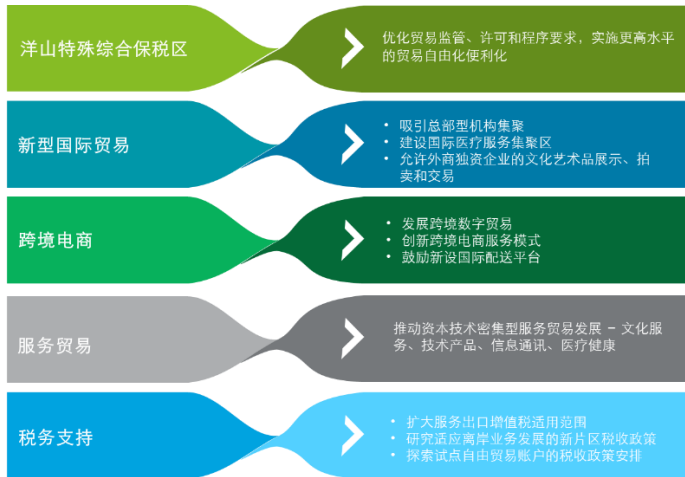 洋山特殊综合保税区
优化贸易监管、许可和程序要求，实施更高水平
的贸易自由化便利化
新型国际贸易
• 吸引总部型机构集聚
• 建设国际医疗服务集聚区
• 允许外商独资企业的文化艺术品展示、拍
卖和交易
跨境电商
• 发展跨境数字贸易
• 创新跨境电商服务模式
• 鼓励新设国际配送平台
服务贸易
推动资本技术密集型服务贸易发展 – 文化服
务、技术产品、信息通讯、医疗健康
税务支持
• 扩大服务出口增值税适用范围
• 研究适应离岸业务发展的新片区税收政策
• 探索试点自由贸易账户的税收政策安排